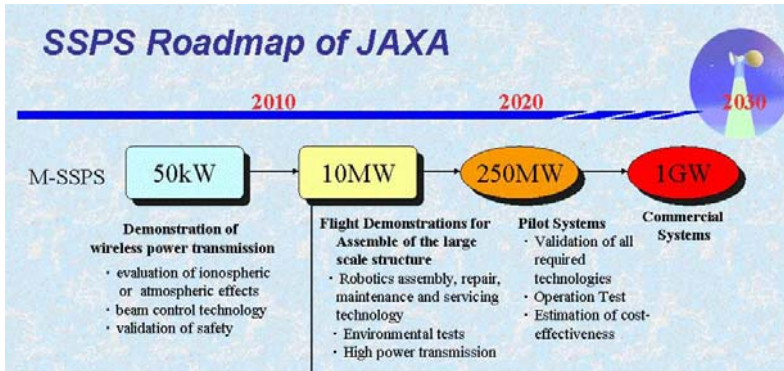 SSPS Roadmap of JAXA
2010
2020
2030
M-SSPS
50kW
10MW
250MW
1GW
Demonstration of
wireless power transmission
· evaluation of ionospheric
or atmospheric effects
· beam control technology
· validation of safety
Flight Demonstrations for
Assemble of the large
scale structure
· Robotics assembly, repair,
maintenance and servicing
technology
· Environmental tests
· High power transmission
Pilot Systems
· Validation of all
required
technologies
· Operation Test
· Estimation of cost-
effectiveness
Commercial
Systems